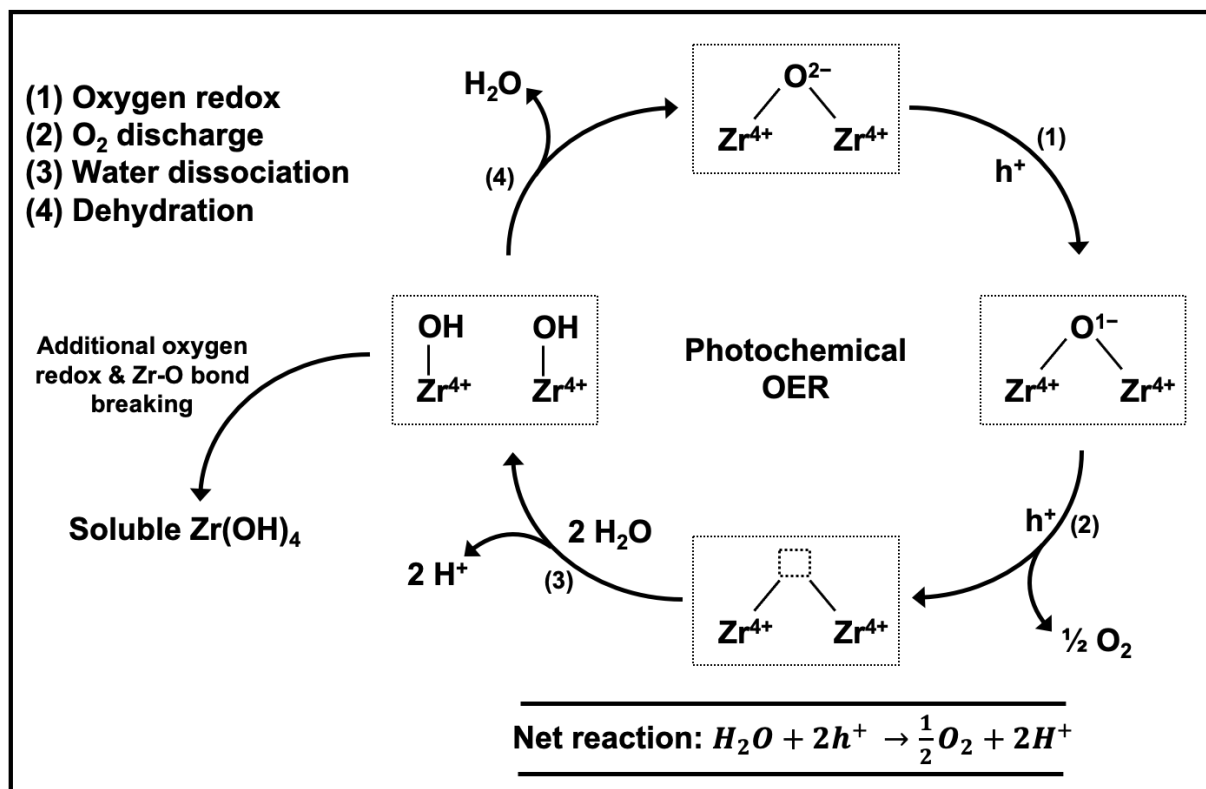 (1) Oxygen redox
(2) O₂ discharge
(3) Water dissociation
(4) Dehydration
H₂O
(4)
O²⁻
Zr⁴⁺ Zr⁴⁺
(1)
h⁺
OH OH
Zr⁴⁺ Zr⁴⁺
Photochemical
OER
O¹⁻
Zr⁴⁺ Zr⁴⁺
Additional oxygen
redox & Zr-O bond
breaking
Soluble Zr(OH)₄
2 H⁺
2 H₂O
(3)
Zr⁴⁺ Zr⁴⁺
h⁺
(2)
½ O₂
Net reaction: H₂O + 2h⁺ → ½O₂ + 2H⁺